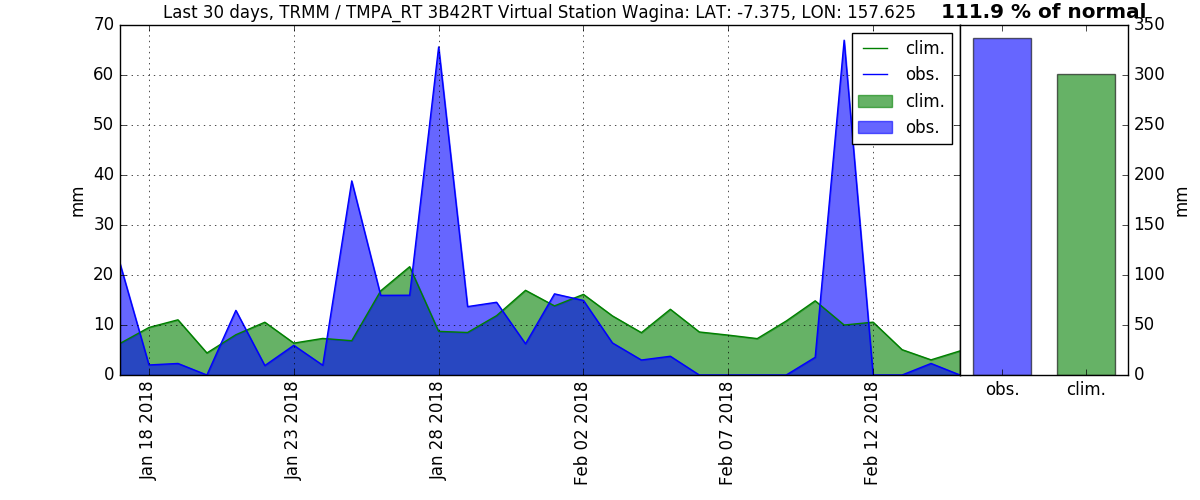 Last 30 days, TRMM / TMPA_RT 3B42RT Virtual Station Wagina: LAT: -7.375, LON: 157.625
111.9 % of normal
70
60
50
40
30
20
10
0
mm
clim.
obs.
clim.
obs.
350
300
250
200
150
100
50
0
mm
Jan 18 2018
Jan 23 2018
Jan 28 2018
Feb 02 2018
Feb 07 2018
Feb 12 2018
obs.
clim.